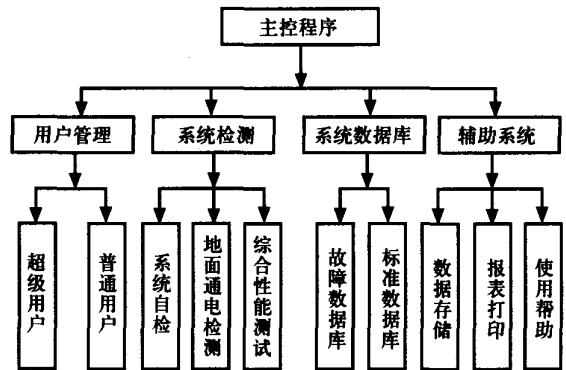 主控程序
用户管理
系统检测
系统数据库
辅助系统
超级用户
普通用户
系统自检
地面通电检测
综合性能测试
故障数据库
标准数据库
数据存储
报表打印
使用帮助